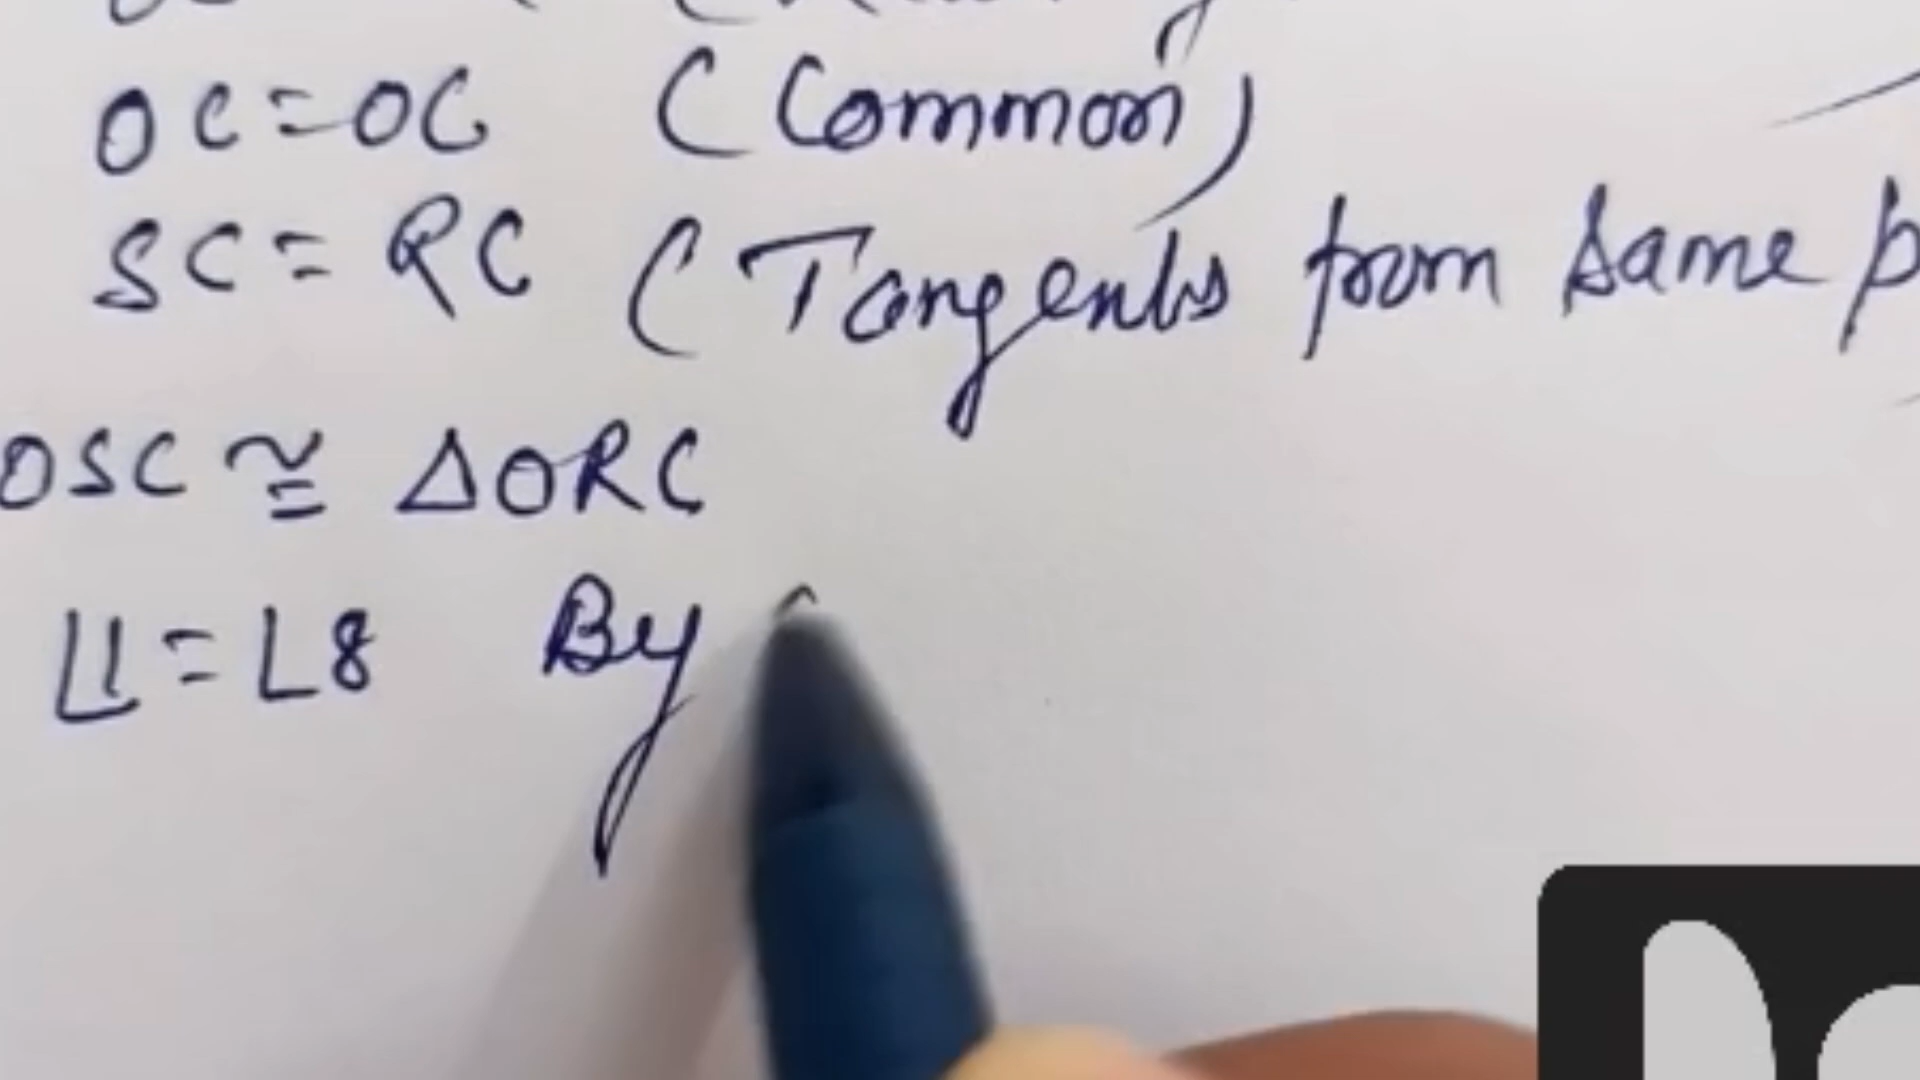 OC = OC (Common)
SC = RC (Tangents from same p
OSC ≅ ΔORC
∠1 = ∠8 By